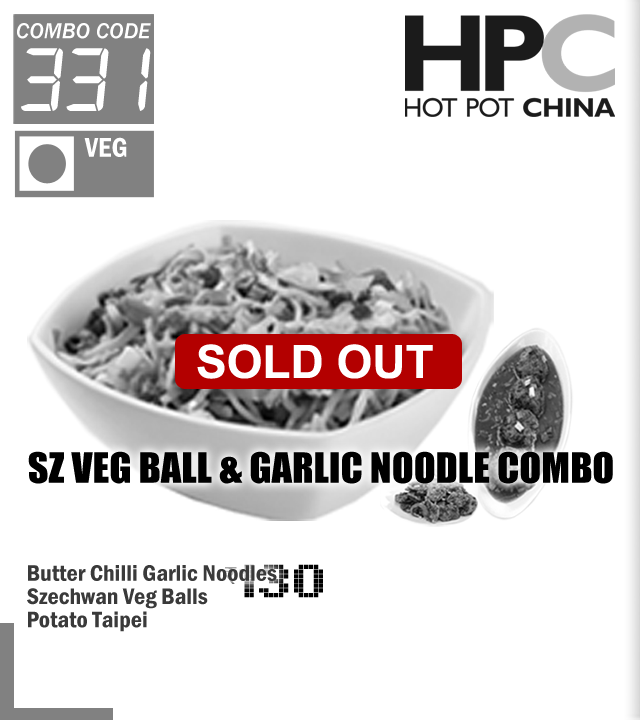 COMBO CODE
331
VEG
HPC
HOT POT CHINA
SOLD OUT
SZ VEG BALL & GARLIC NOODLE COMBO
Butter Chilli Garlic Noodles
130
Szechwan Veg Balls
Potato Taipei